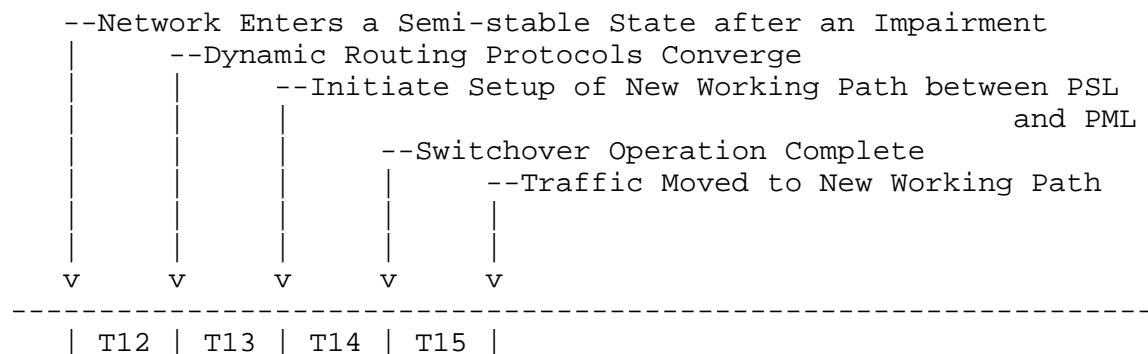 --Network Enters a Semi-stable State after an Impairment
|     --Dynamic Routing Protocols Converge
|     |     --Initiate Setup of New Working Path between PSL
|     |     |                                         and PML
|     |     |     --Switchover Operation Complete
|     |     |     |     --Traffic Moved to New Working Path
|     |     |     |     |
|     |     |     |     |
v     v     v     v     v
-----------------------------------------------------------------
| T12 | T13 | T14 | T15 |